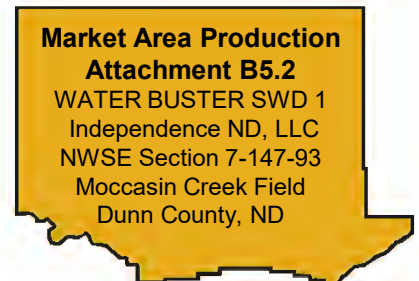 Market Area Production
Attachment B5.2
WATER BUSTER SWD 1
Independence ND, LLC
NWSE Section 7-147-93
Moccasin Creek Field
Dunn County, ND